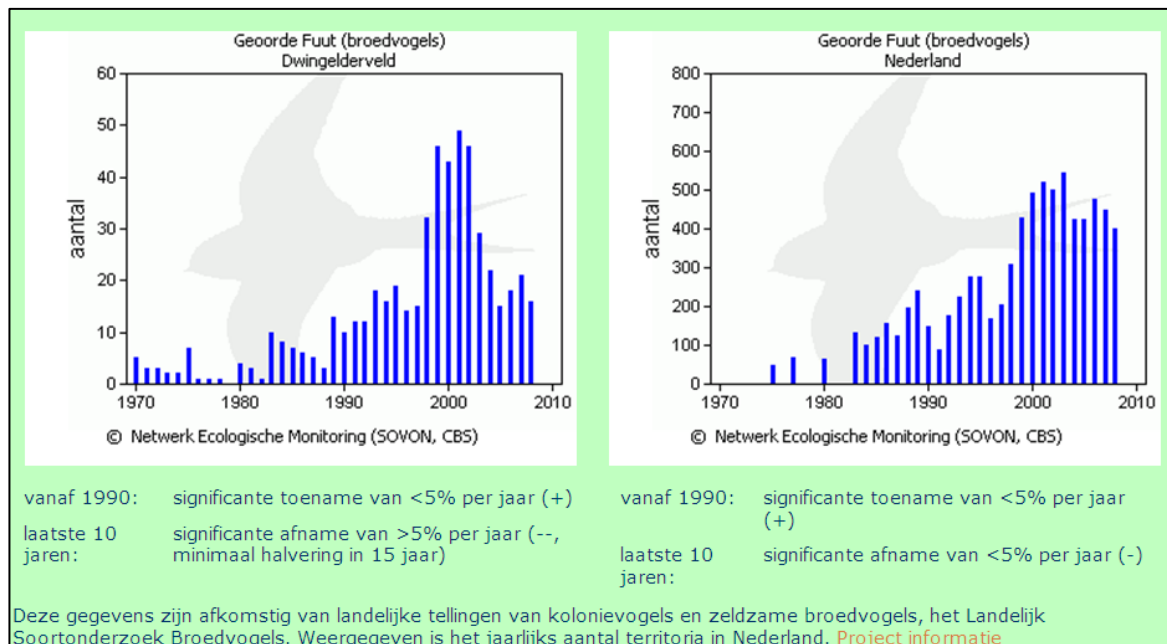 Geoorde Fuut (broedvogels)
Dwingelderveld
60
50
40
30
20
10
0
aantal
1970
1980
1990
2000
2010
© Netwerk Ecologische Monitoring (SOVON, CBS)
Geoorde Fuut (broedvogels)
Nederland
800
700
600
500
400
300
200
100
0
aantal
1970
1980
1990
2000
2010
© Netwerk Ecologische Monitoring (SOVON, CBS)
vanaf 1990: significante toename van <5% per jaar (+)
laatste 10 significante afname van >5% per jaar (--,
jaren: minimaal halvering in 15 jaar)
vanaf 1990: significante toename van <5% per jaar
(+)
laatste 10 significante afname van <5% per jaar (-)
jaren:
Deze gegevens zijn afkomstig van landelijke tellingen van kolonievogels en zeldzame broedvogels, het Landelijk
Soortonderzoek Broedvogels. Weergegeven is het jaarlijks aantal territoria in Nederland. Project informatie